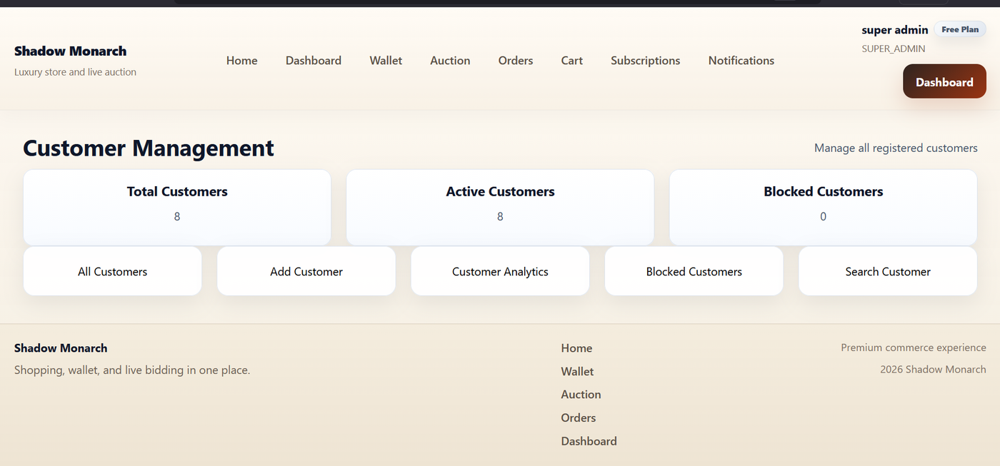 Shadow Monarch
Luxury store and live auction
Home Dashboard Wallet Auction Orders Cart Subscriptions Notifications
super admin Free Plan
SUPER_ADMIN
Dashboard
Customer Management
Manage all registered customers
Total Customers
8
Active Customers
8
Blocked Customers
0
All Customers
Add Customer
Customer Analytics
Blocked Customers
Search Customer
Shadow Monarch
Shopping, wallet, and live bidding in one place.
Home
Wallet
Auction
Orders
Dashboard
Premium commerce experience
2026 Shadow Monarch